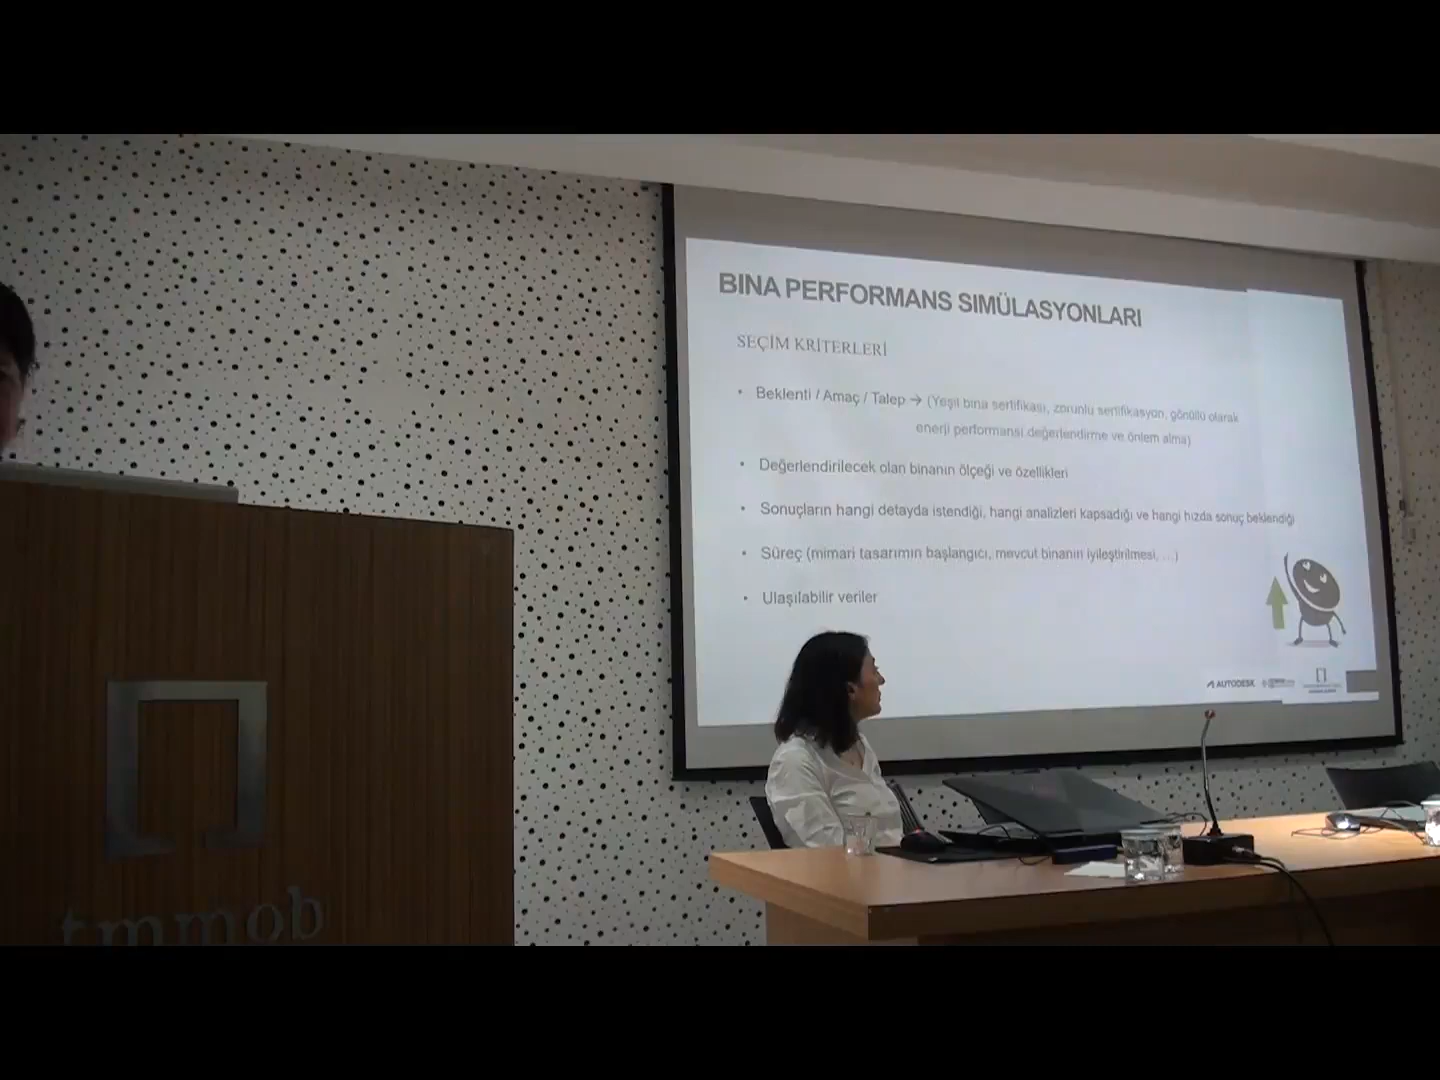 BINA PERFORMANS SIMÜLASYONLARI
SEÇİM KRİTERLERİ
• Beklenti / Amaç / Talep → (Yeşil bina sertifikası, zorunlu sertifikasyon, gönüllü olarak
enerji performansı değerlendirme ve önlem alma)
• Değerlendirilecek olan binanın ölçeği ve özellikleri
• Sonuçların hangi detayda istendiği, hangi analizleri kapsadığı ve hangi hızda sonuç beklendiği
• Süreç (mimari tasarımın başlangıcı, mevcut binanın iyileştirilmesi, …)
• Ulaşılabilir veriler
AUTODESK
tmmob